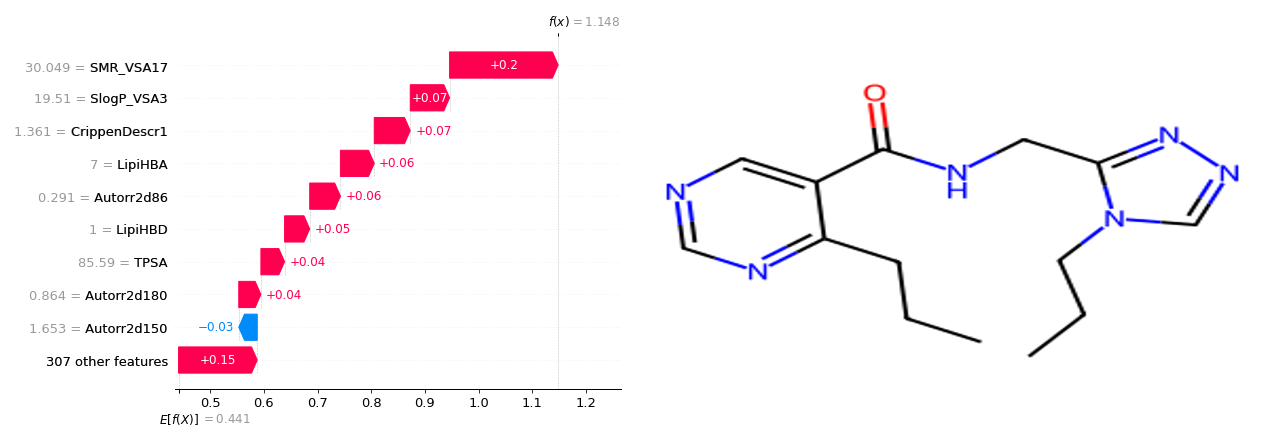 f(x) = 1.148
30.049 = SMR_VSA17 +0.2
19.51 = SlogP_VSA3 +0.07
1.361 = CrippenDescr1 +0.07
7 = LipiHBA +0.06
0.291 = Autorr2d86 +0.06
1 = LipiHBD +0.05
85.59 = TPSA +0.04
0.864 = Autorr2d180 +0.04
1.653 = Autorr2d150 −0.03
307 other features +0.15
0.5 0.6 0.7 0.8 0.9 1.0 1.1 1.2
E[f(X)] = 0.441
O
N
N
N
N
H
N
N
N